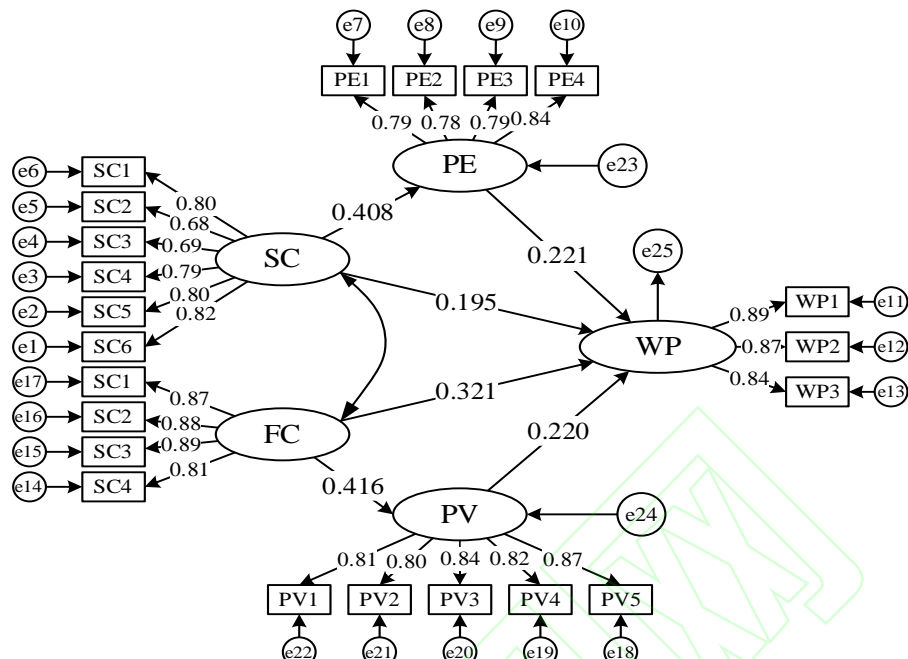 e7 e8 e9 e10
PE1 PE2 PE3 PE4
0.79 0.78 0.79 0.84
PE e23
e6 SC1
e5 SC2
e4 SC3
e3 SC4
e2 SC5
e1 SC6
0.80
0.68
0.69
0.79
0.80
0.82
SC
0.408
0.221
0.195
e25
WP
0.89 WP1 e11
0.87 WP2 e12
0.84 WP3 e13
e17 SC1
e16 SC2
e15 SC3
e14 SC4
0.87
0.88
0.89
0.81
FC
0.321
0.220
0.416
PV e24
0.81 0.80 0.84 0.82 0.87
PV1 PV2 PV3 PV4 PV5
e22 e21 e20 e19 e18